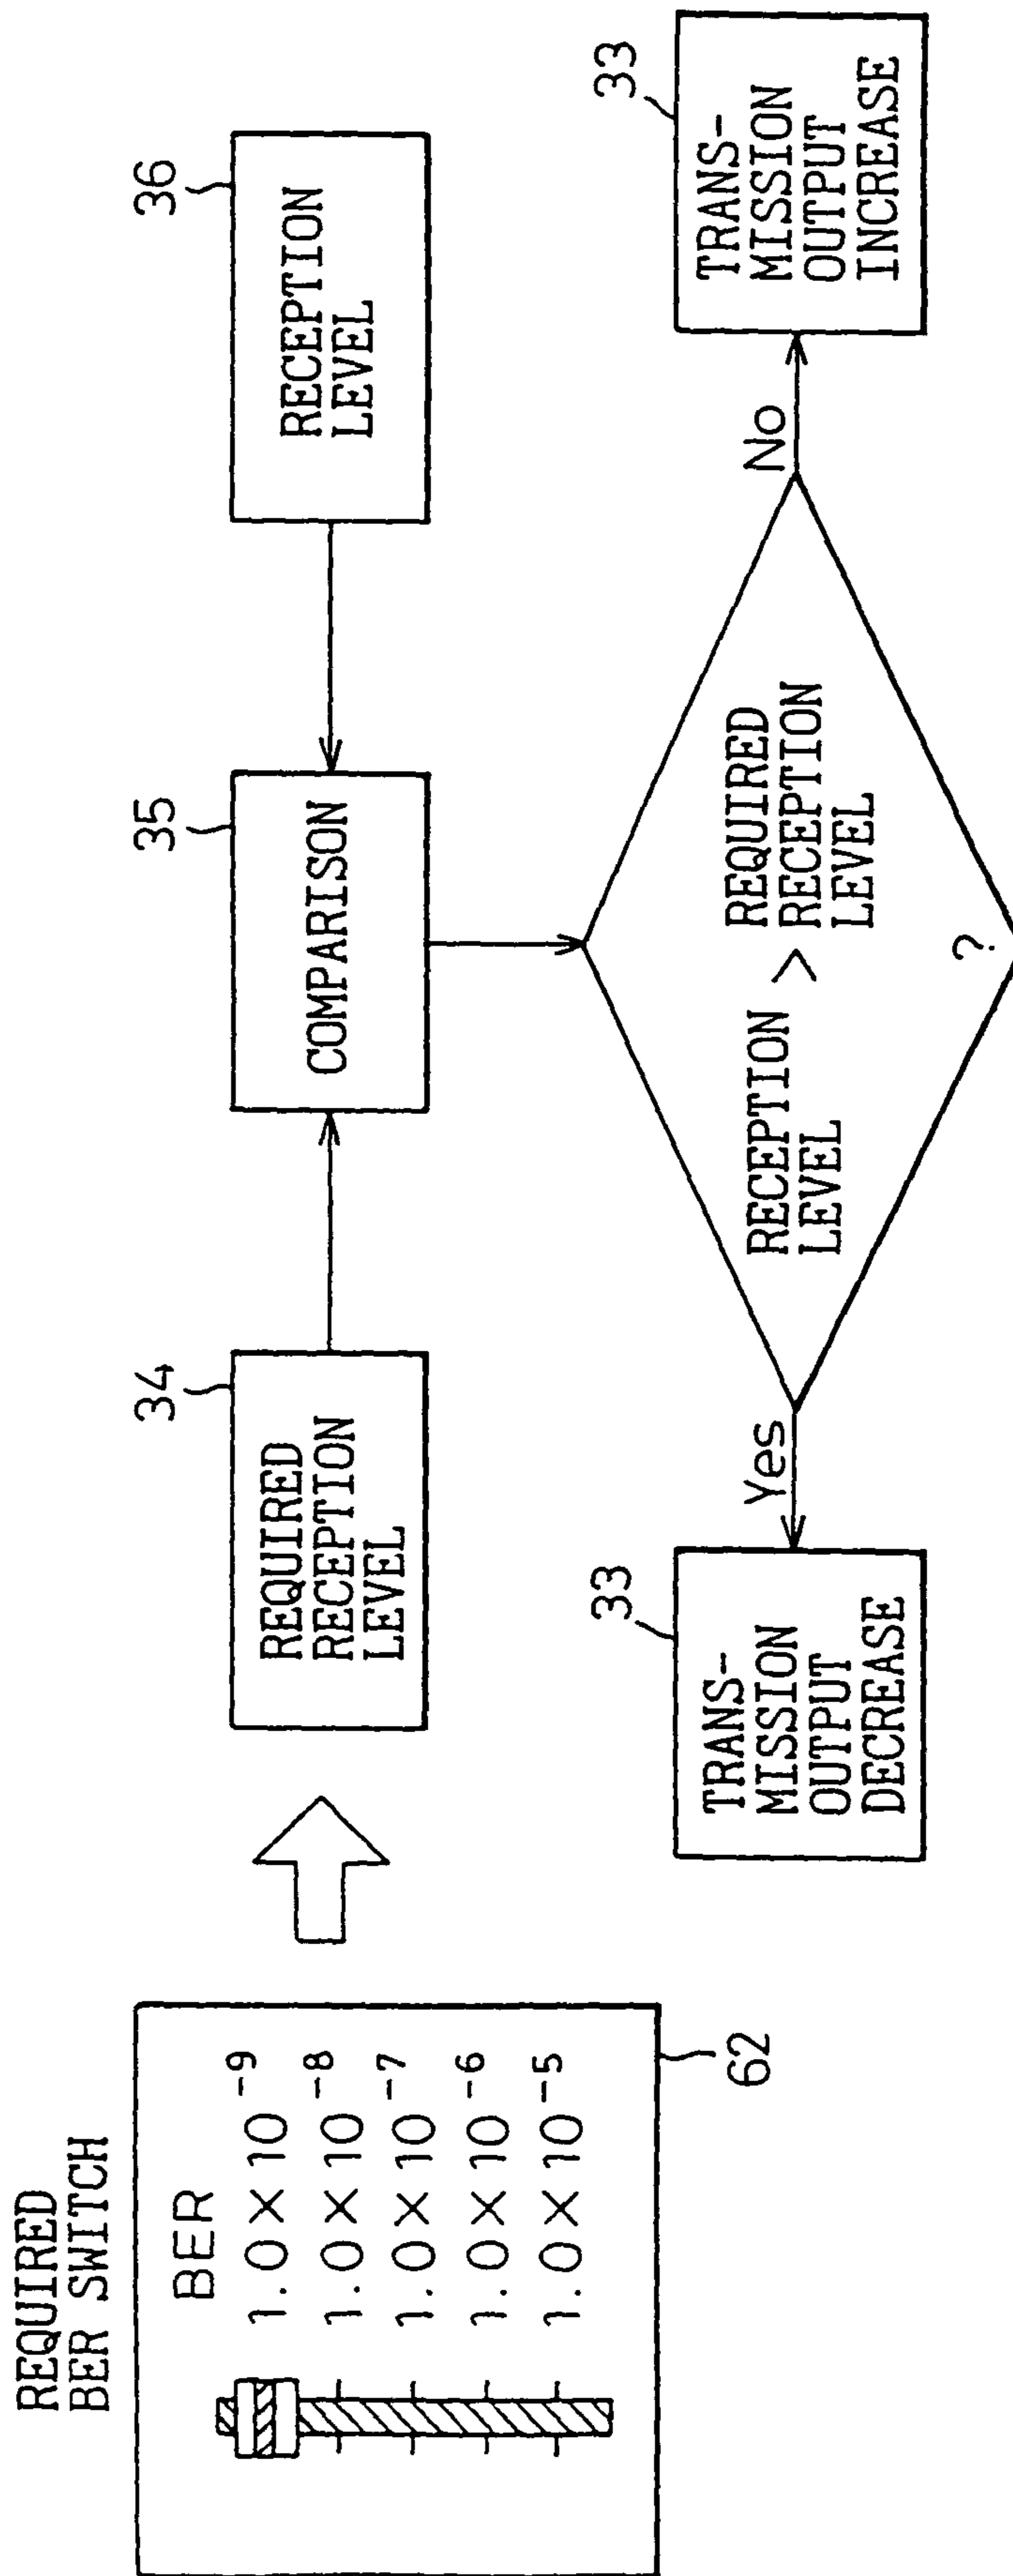 REQUIRED
BER SWITCH
BER
1.0×10⁻⁹
1.0×10⁻⁸
1.0×10⁻⁷
1.0×10⁻⁶
1.0×10⁻⁵
62
34
REQUIRED
RECEPTION
LEVEL
35
COMPARISON
36
RECEPTION
LEVEL
33
TRANS-
MISSION
OUTPUT
DECREASE
Yes
RECEPTION
LEVEL
>
REQUIRED
RECEPTION
LEVEL
?
No
33
TRANS-
MISSION
OUTPUT
INCREASE